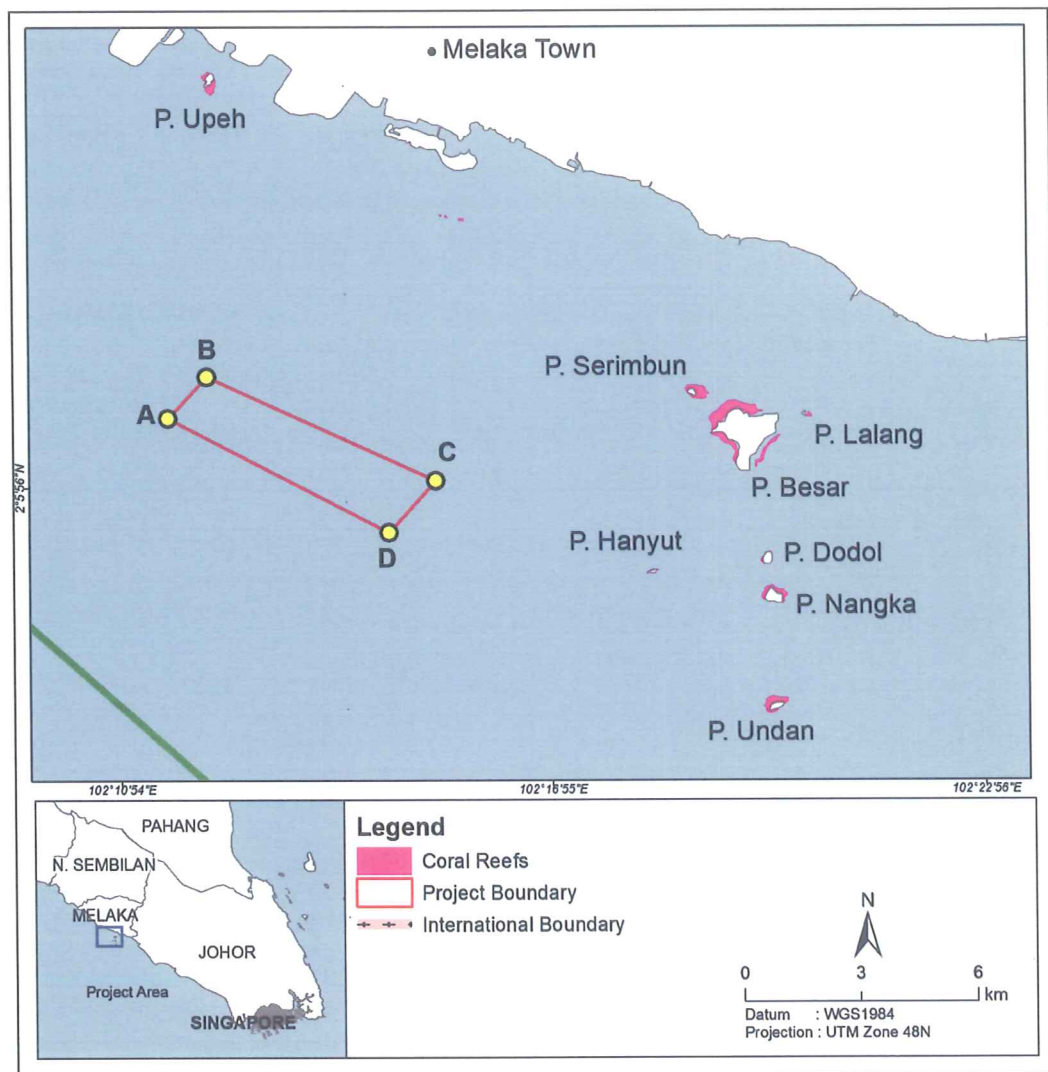 Melaka Town
P. Upeh
B
P. Serimbun
A
P. Lalang
C
P. Besar
2°5'56"N
P. Hanyut
P. Dodol
D
P. Nangka
P. Undan
102°10'54"E
102°16'55"E
102°22'56"E
PAHANG
N. SEMBILAN
MELAKA
JOHOR
Project Area
SINGAPORE
Legend
Coral Reefs
Project Boundary
International Boundary
N
0 3 6
km
Datum : WGS1984
Projection : UTM Zone 48N